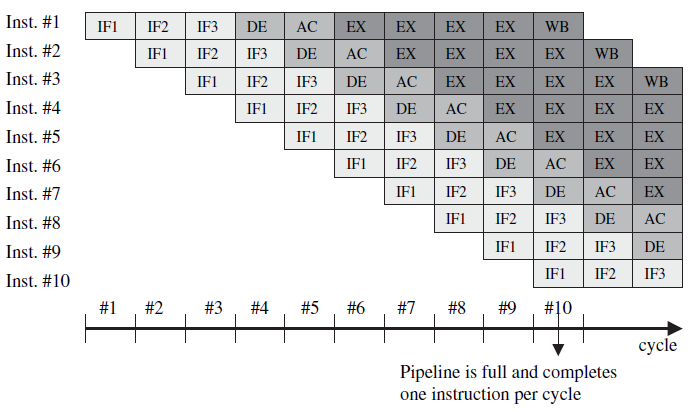 Inst. #1 IF1 IF2 IF3 DE AC EX EX EX EX WB
Inst. #2 IF1 IF2 IF3 DE AC EX EX EX EX WB
Inst. #3 IF1 IF2 IF3 DE AC EX EX EX EX WB
Inst. #4 IF1 IF2 IF3 DE AC EX EX EX EX
Inst. #5 IF1 IF2 IF3 DE AC EX EX EX
Inst. #6 IF1 IF2 IF3 DE AC EX EX
Inst. #7 IF1 IF2 IF3 DE AC EX
Inst. #8 IF1 IF2 IF3 DE AC
Inst. #9 IF1 IF2 IF3 DE
Inst. #10 IF1 IF2 IF3
#1 #2 #3 #4 #5 #6 #7 #8 #9 #10
cycle
Pipeline is full and completes
one instruction per cycle